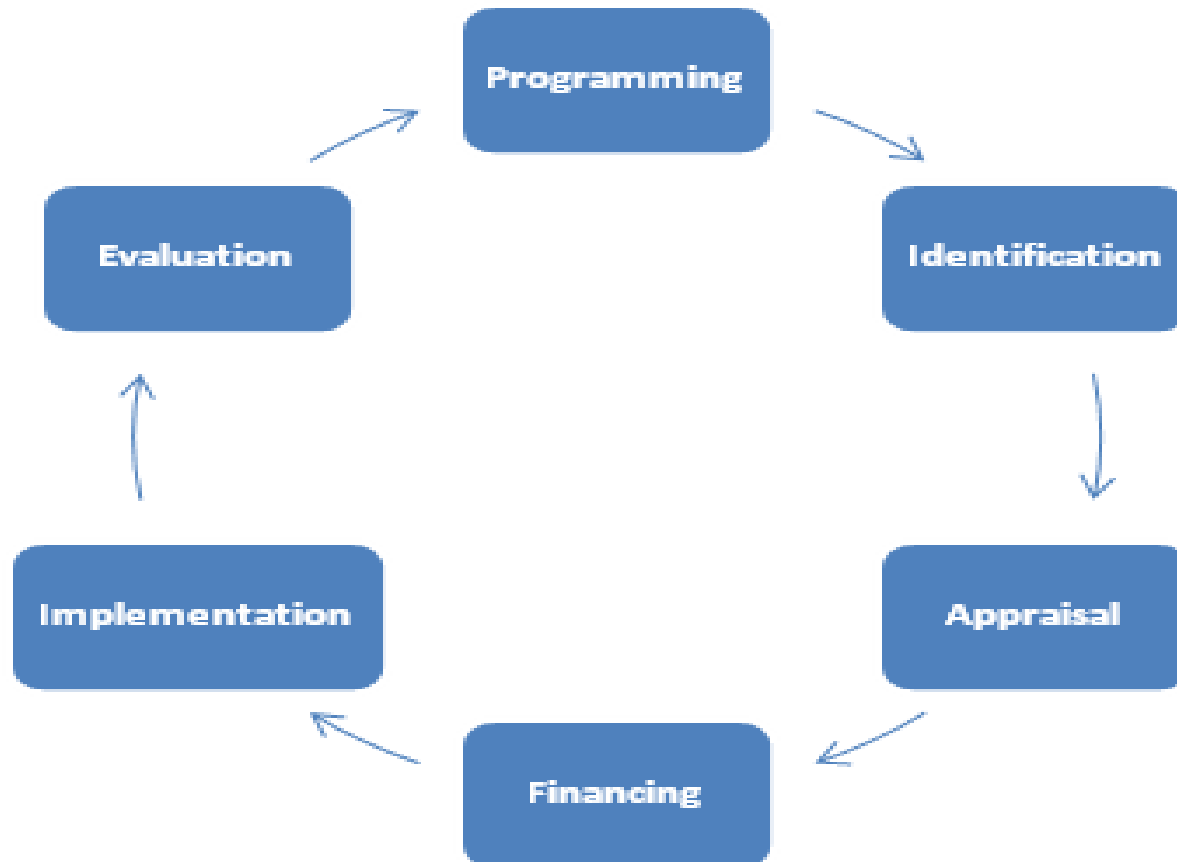 Programming
Identification
Appraisal
Financing
Implementation
Evaluation